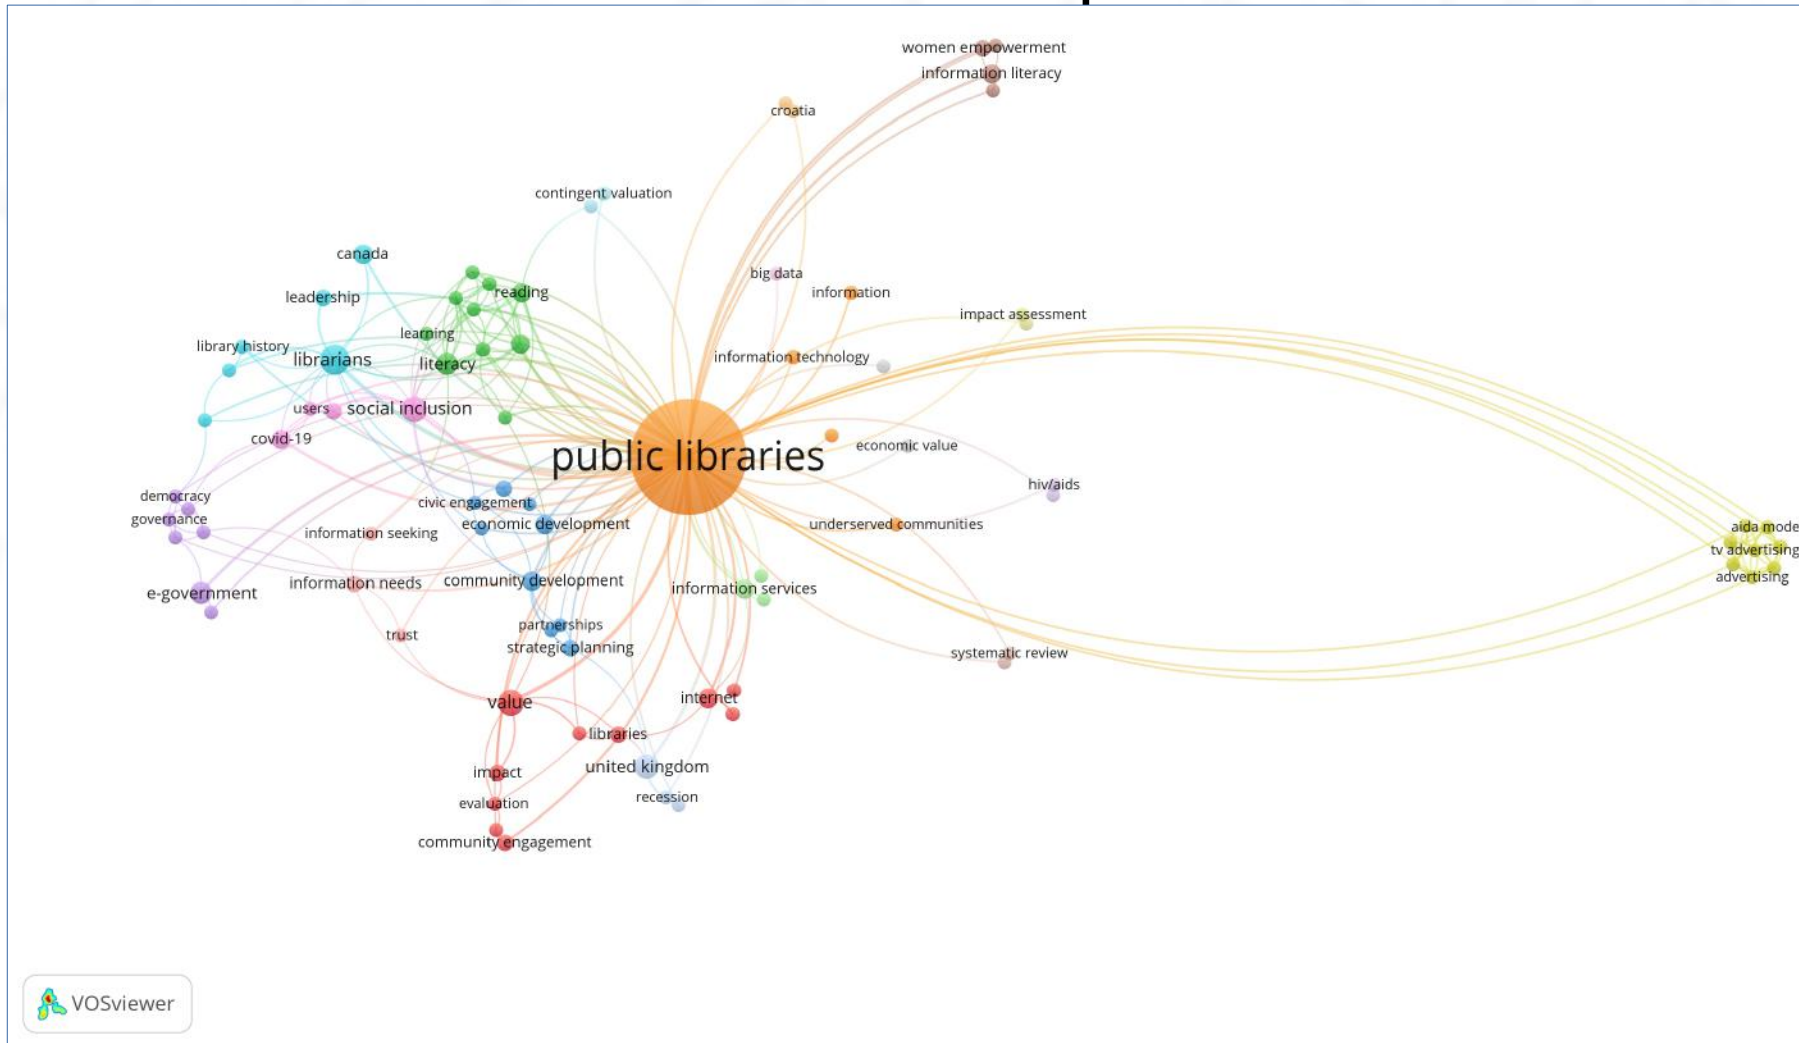 women empowerment
information literacy
croatia
contingent valuation
canada
big data
reading
information
leadership
impact assessment
learning
library history
librarians
literacy
information technology
users
social inclusion
covid-19
economic value
public libraries
hiv/aids
democracy
civic engagement
governance
economic development
underserved communities
aida mode
information seeking
tv advertising
advertising
information needs
community development
information services
e-government
partnerships
trust
strategic planning
systematic review
value
internet
libraries
united kingdom
impact
recession
evaluation
community engagement
VOSviewer